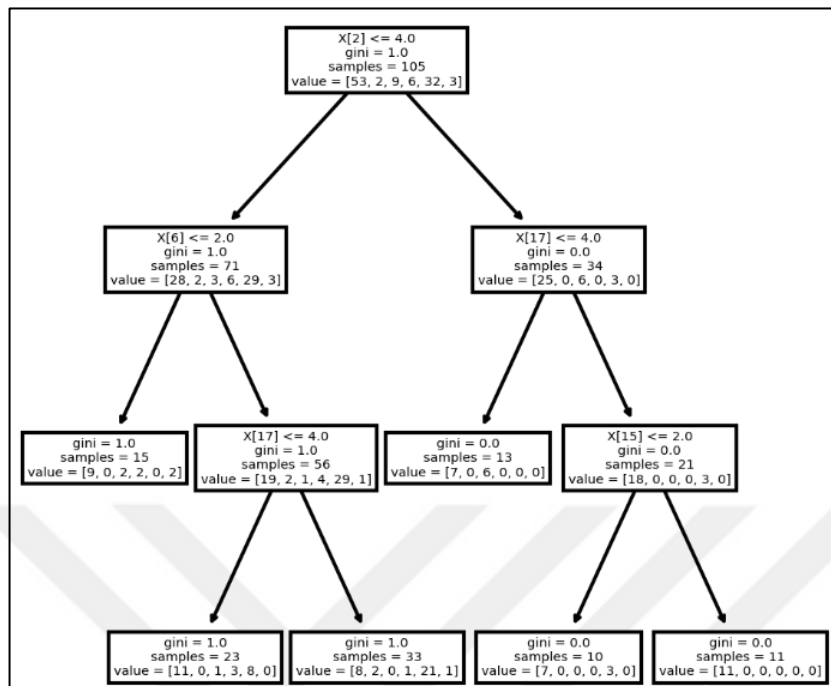 X[2] <= 4.0
gini = 1.0
samples = 105
value = [53, 2, 9, 6, 32, 3]
X[6] <= 2.0
gini = 1.0
samples = 71
value = [28, 2, 3, 6, 29, 3]
X[17] <= 4.0
gini = 0.0
samples = 34
value = [25, 0, 6, 0, 3, 0]
gini = 1.0
samples = 15
value = [9, 0, 2, 2, 0, 2]
X[17] <= 4.0
gini = 1.0
samples = 56
value = [19, 2, 1, 4, 29, 1]
gini = 0.0
samples = 13
value = [7, 0, 6, 0, 0, 0]
X[15] <= 2.0
gini = 0.0
samples = 21
value = [18, 0, 0, 0, 3, 0]
gini = 1.0
samples = 23
value = [11, 0, 1, 3, 8, 0]
gini = 1.0
samples = 33
value = [8, 2, 0, 1, 21, 1]
gini = 0.0
samples = 10
value = [7, 0, 0, 0, 3, 0]
gini = 0.0
samples = 11
value = [11, 0, 0, 0, 0, 0]